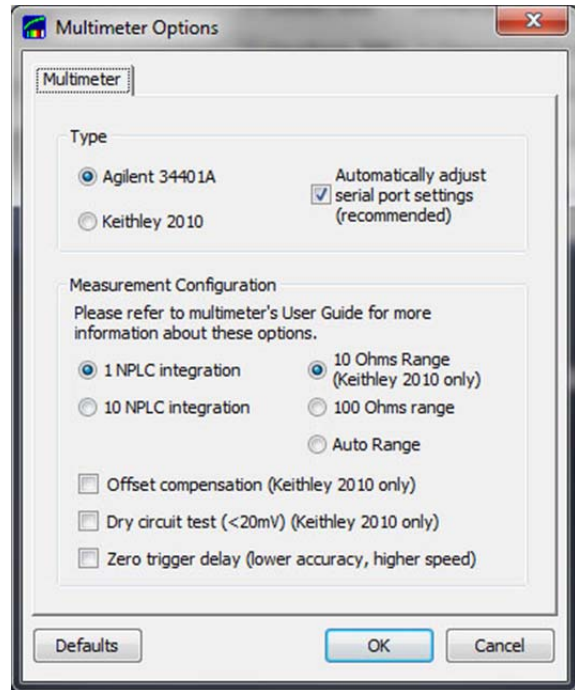 Multimeter Options
Multimeter
Type
Agilent 34401A
Keithley 2010
Automatically adjust
serial port settings
(recommended)
Measurement Configuration
Please refer to multimeter's User Guide for more
information about these options.
1 NPLC integration
10 NPLC integration
10 Ohms Range
(Keithley 2010 only)
100 Ohms range
Auto Range
Offset compensation (Keithley 2010 only)
Dry circuit test (<20mV) (Keithley 2010 only)
Zero trigger delay (lower accuracy, higher speed)
Defaults
OK
Cancel